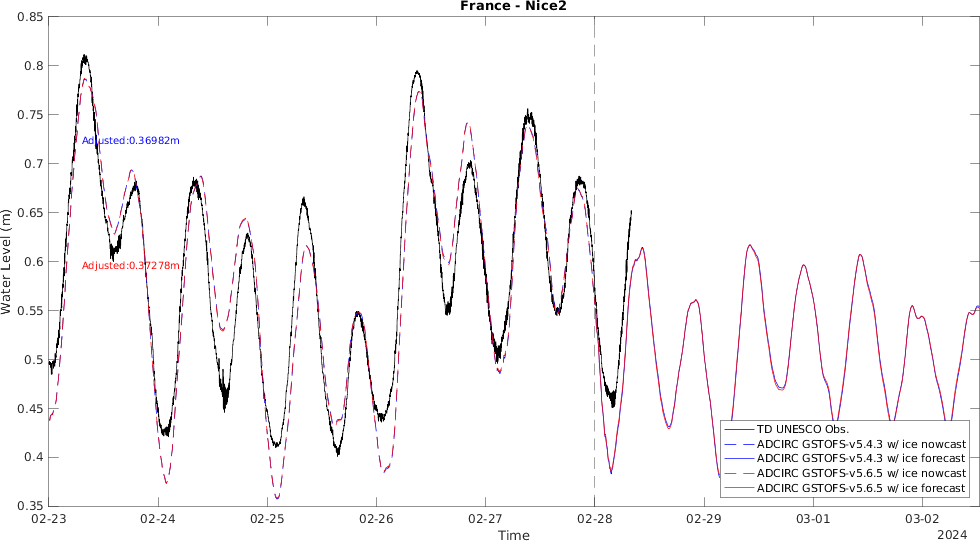 France - Nice2
0.85
0.8
0.75
0.7
0.65
0.6
0.55
0.5
0.45
0.4
0.35
Water Level (m)
Adjusted:0.36982m
Adjusted:0.37278m
TD UNESCO Obs.
ADCIRC GSTOFS-v5.4.3 w/ ice nowcast
ADCIRC GSTOFS-v5.4.3 w/ ice forecast
ADCIRC GSTOFS-v5.6.5 w/ ice nowcast
ADCIRC GSTOFS-v5.6.5 w/ ice forecast
02-23 02-24 02-25 02-26 02-27 02-28 02-29 03-01 03-02
Time
2024